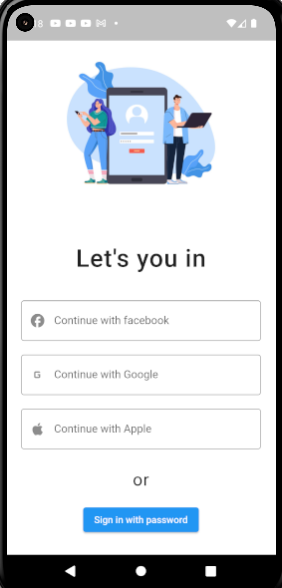 Let's you in
Continue with facebook
G Continue with Google
Continue with Apple
or
Sign in with password